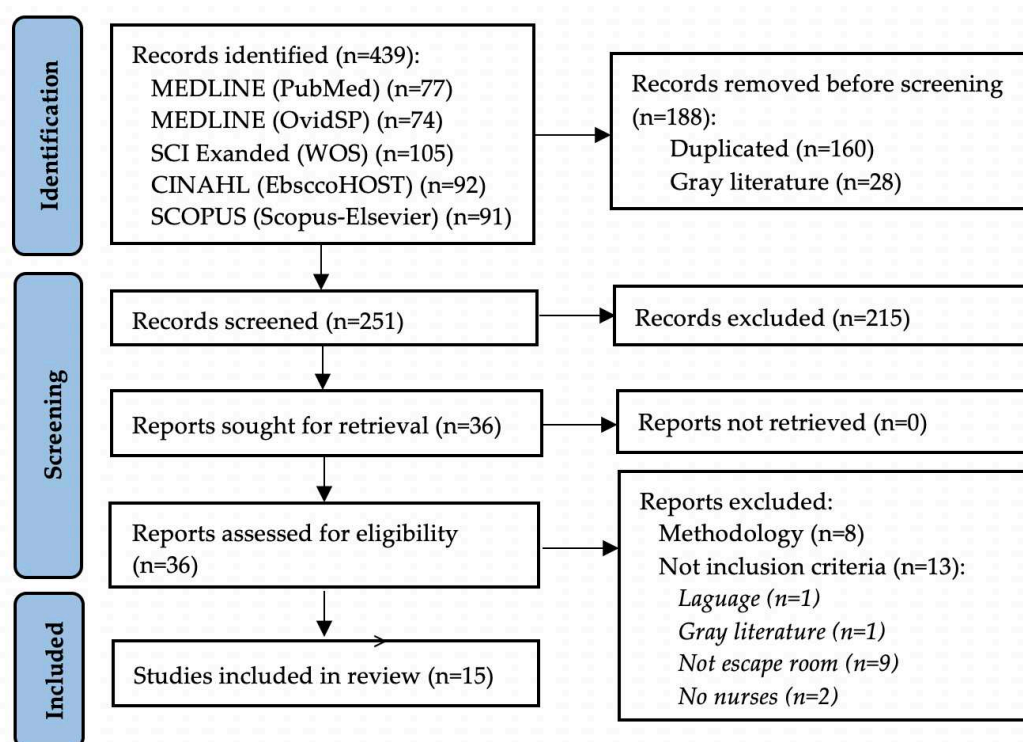 Identification
Records identified (n=439):
MEDLINE (PubMed) (n=77)
MEDLINE (OvidSP) (n=74)
SCI Exanded (WOS) (n=105)
CINAHL (EbsccoHOST) (n=92)
SCOPUS (Scopus-Elsevier) (n=91)
Records removed before screening
(n=188):
Duplicated (n=160)
Gray literature (n=28)
Screening
Records screened (n=251)
Records excluded (n=215)
Reports sought for retrieval (n=36)
Reports not retrieved (n=0)
Reports assessed for eligibility
(n=36)
Reports excluded:
Methodology (n=8)
Not inclusion criteria (n=13):
Laguage (n=1)
Gray literature (n=1)
Not escape room (n=9)
No nurses (n=2)
Included
Studies included in review (n=15)